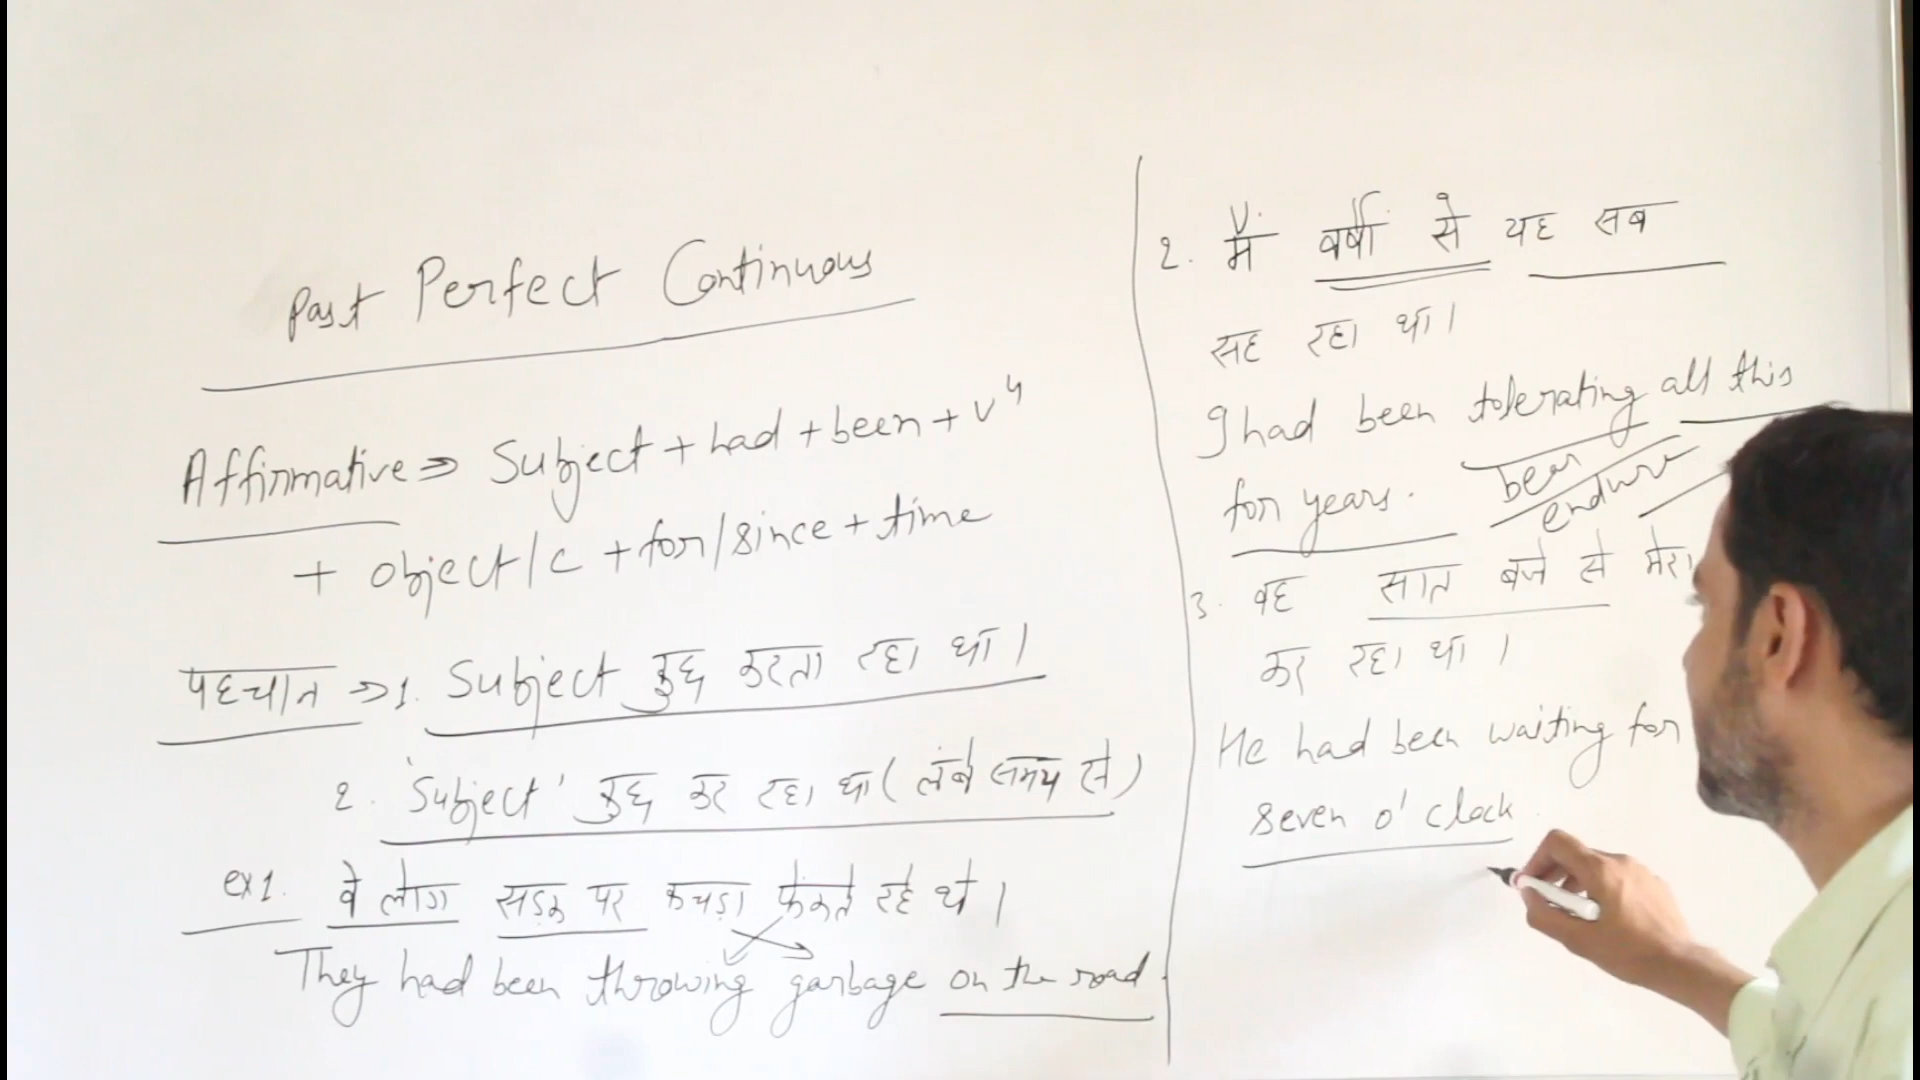 Past Perfect Continuous
Affirmative ⇒ Subject + had + been + v⁴
+ object/c + for/since + time
पहचान ⇒ 1. Subject कुछ करता रहा था।
2. 'Subject' कुछ कर रहा था (लंबे समय से)
ex1. वे लोग सड़क पर कचड़ा फेंकते रहे थे।
They had been throwing garbage on the road.
2. मैं वर्षों से यह सब
सह रहा था।
I had been tolerating all this
bear
for years.
endure
3. वह सात बजे से मेरा
कर रहा था।
He had been waiting for
seven o'clock